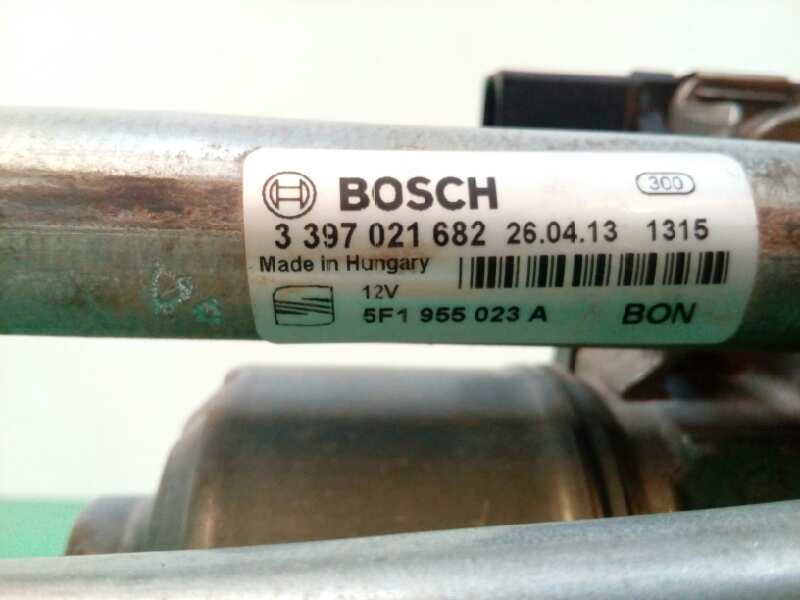 BOSCH 300
3 397 021 682 26.04.13 1315
Made in Hungary
12V
5F1 955 023 A BON